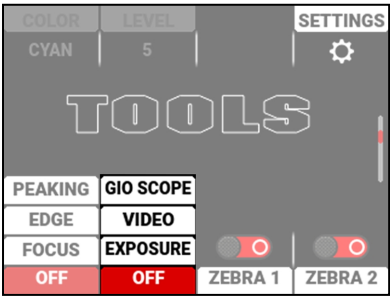 COLOR LEVEL SETTINGS
CYAN 5
TOOLS
PEAKING GIO SCOPE
EDGE VIDEO
FOCUS EXPOSURE
OFF OFF ZEBRA 1 ZEBRA 2